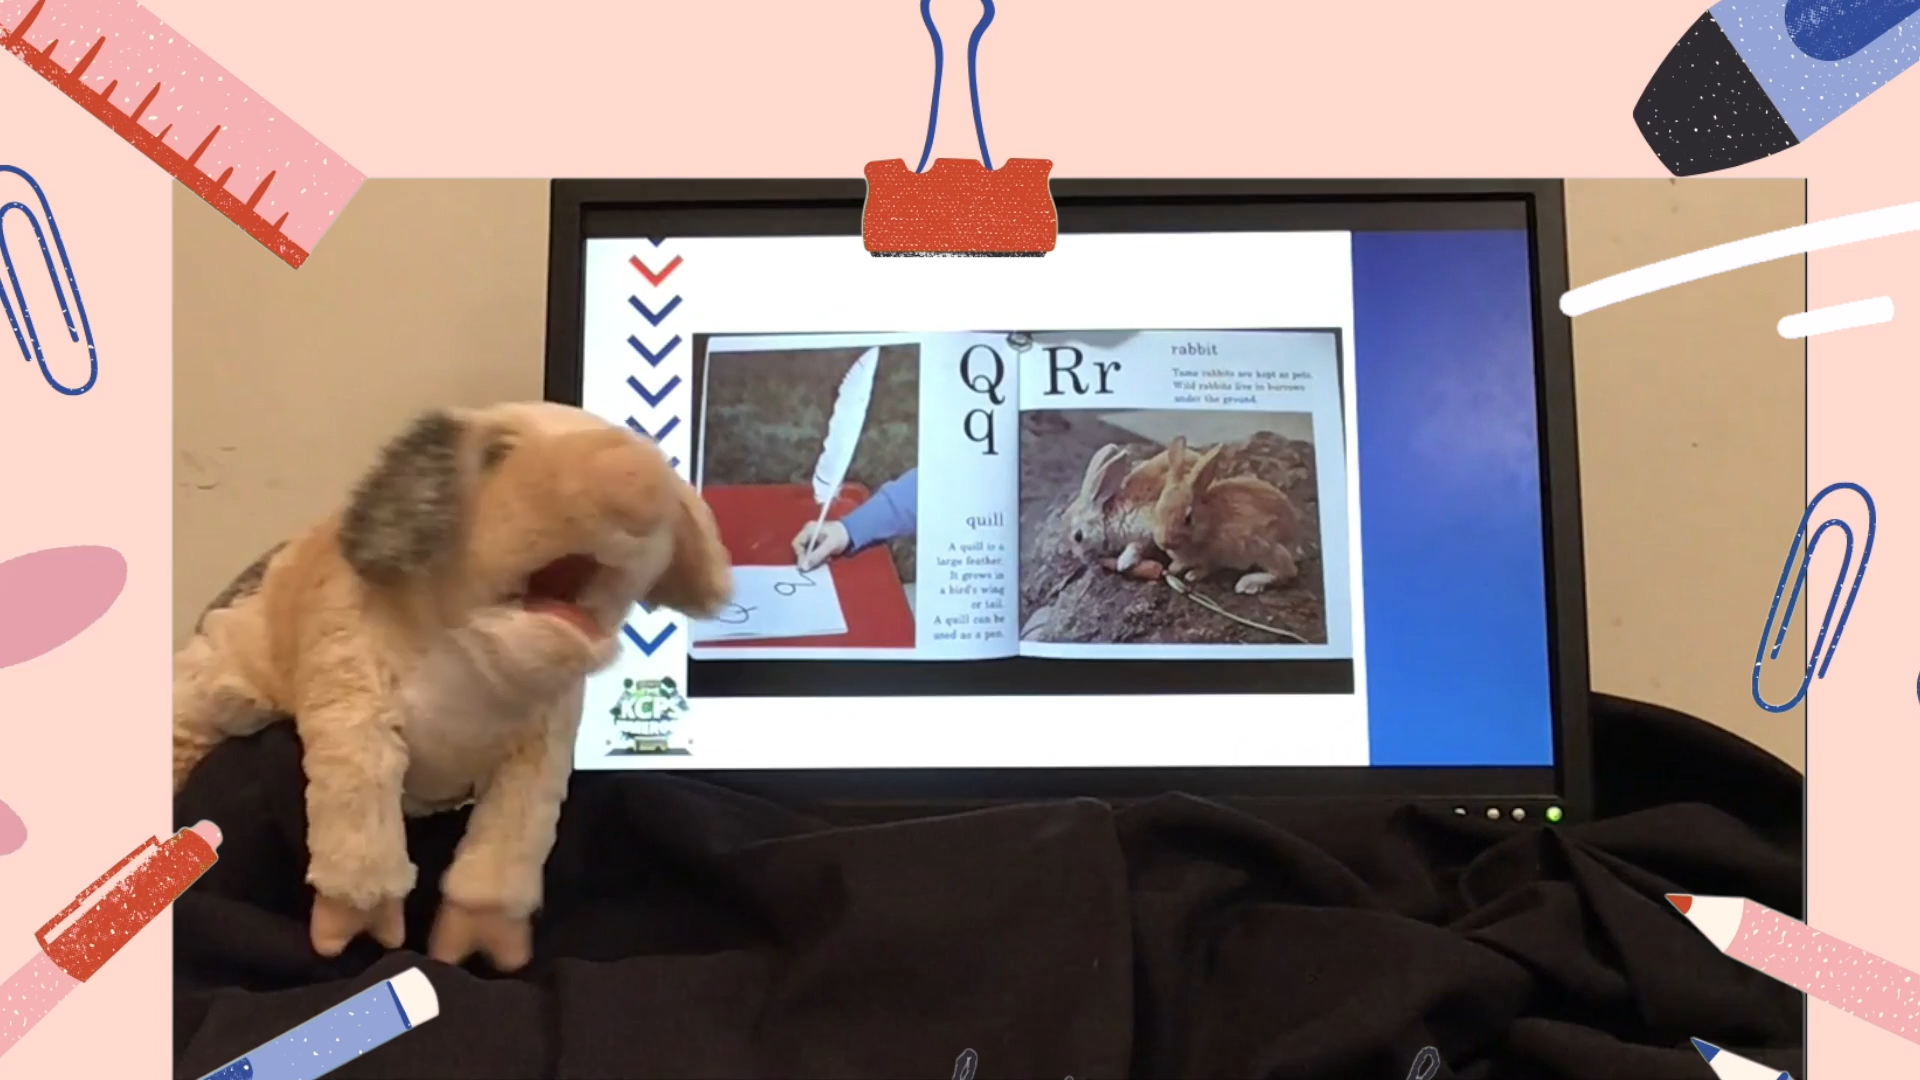 Q
q
quill
A quill is a
large feather.
It grows in
a bird's wing
or tail.
A quill can be
used as a pen.
Q q
Rr
rabbit
Tame rabbits are kept as pets.
Wild rabbits live in burrows
under the ground.
KCPS